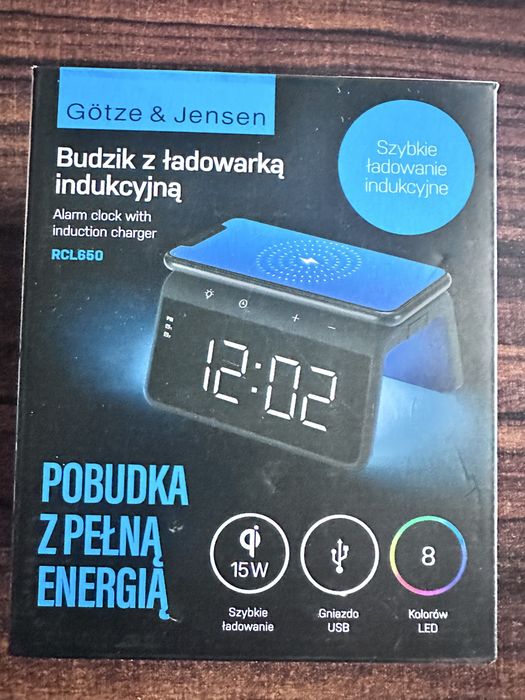 Götze & Jensen
Budzik z ładowarką
indukcyjną
Alarm clock with
induction charger
RCL650
Szybkie
ładowanie
indukcyjne
12:02
POBUDKA
Z PEŁNĄ
ENERGIĄ
qi
15W
Szybkie
ładowanie
Gniazdo
USB
8
Kolorów
LED